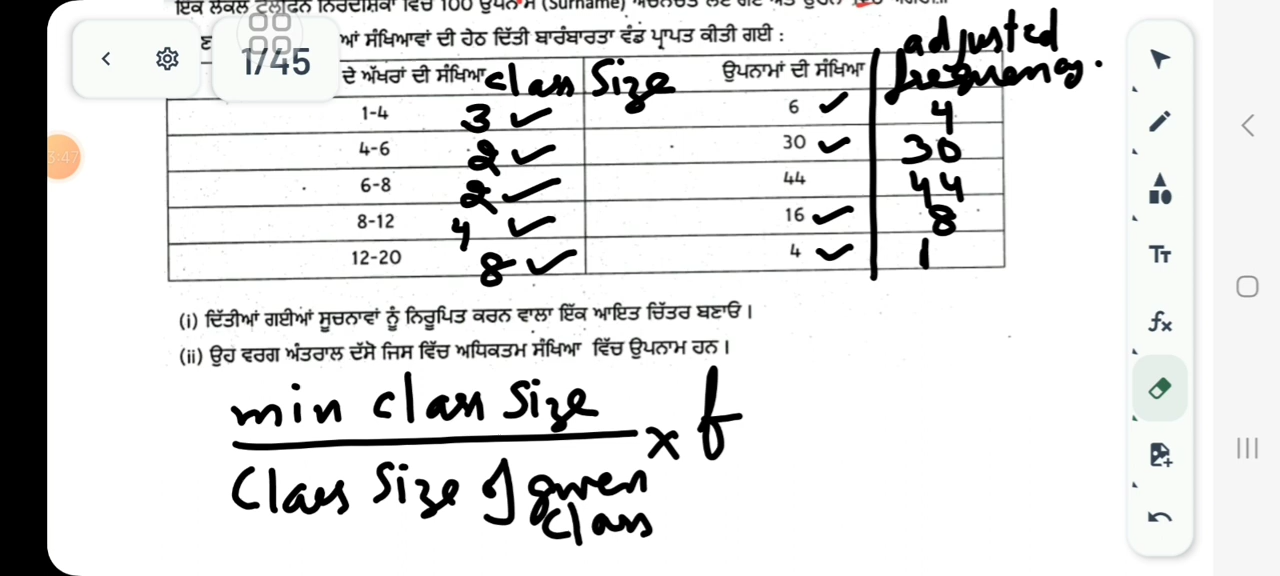 ਇਕ ਲੋਕਲ ਟੈਲੀਫੋਨ ਨਿਰਦੇਸ਼ਿਕਾ ਵਿਚੋਂ 100 ਉਪਨਾਮ (Surname)
1/45
ਆਂ ਸੰਖਿਆਵਾਂ ਦੀ ਹੇਠ ਦਿੱਤੀ ਬਾਰੰਬਾਰਤਾ ਵੰਡ ਪ੍ਰਾਪਤ ਕੀਤੀ ਗਈ :
ਦੇ ਅੱਖਰਾਂ ਦੀ ਸੰਖਿਆ class Size ਉਪਨਾਮਾਂ ਦੀ ਸੰਖਿਆ adjusted frequency.
1-4 3 ✓ 6 ✓ 4
4-6 2 ✓ 30 ✓ 30
6-8 2 ✓ 44 44
8-12 4 ✓ 16 ✓ 8
12-20 8 ✓ 4 ✓ 1
(i) ਦਿੱਤੀਆਂ ਗਈਆਂ ਸੂਚਨਾਵਾਂ ਨੂੰ ਨਿਰੂਪਿਤ ਕਰਨ ਵਾਲਾ ਇੱਕ ਆਇਤ ਚਿੱਤਰ ਬਣਾਓ।
(ii) ਉਹ ਵਰਗ ਅੰਤਰਾਲ ਦੱਸੋ ਜਿਸ ਵਿੱਚ ਅਧਿਕਤਮ ਸੰਖਿਆ ਵਿੱਚ ਉਪਨਾਮ ਹਨ।
min class Size
× f
Class Size of given
class
Tт
fx